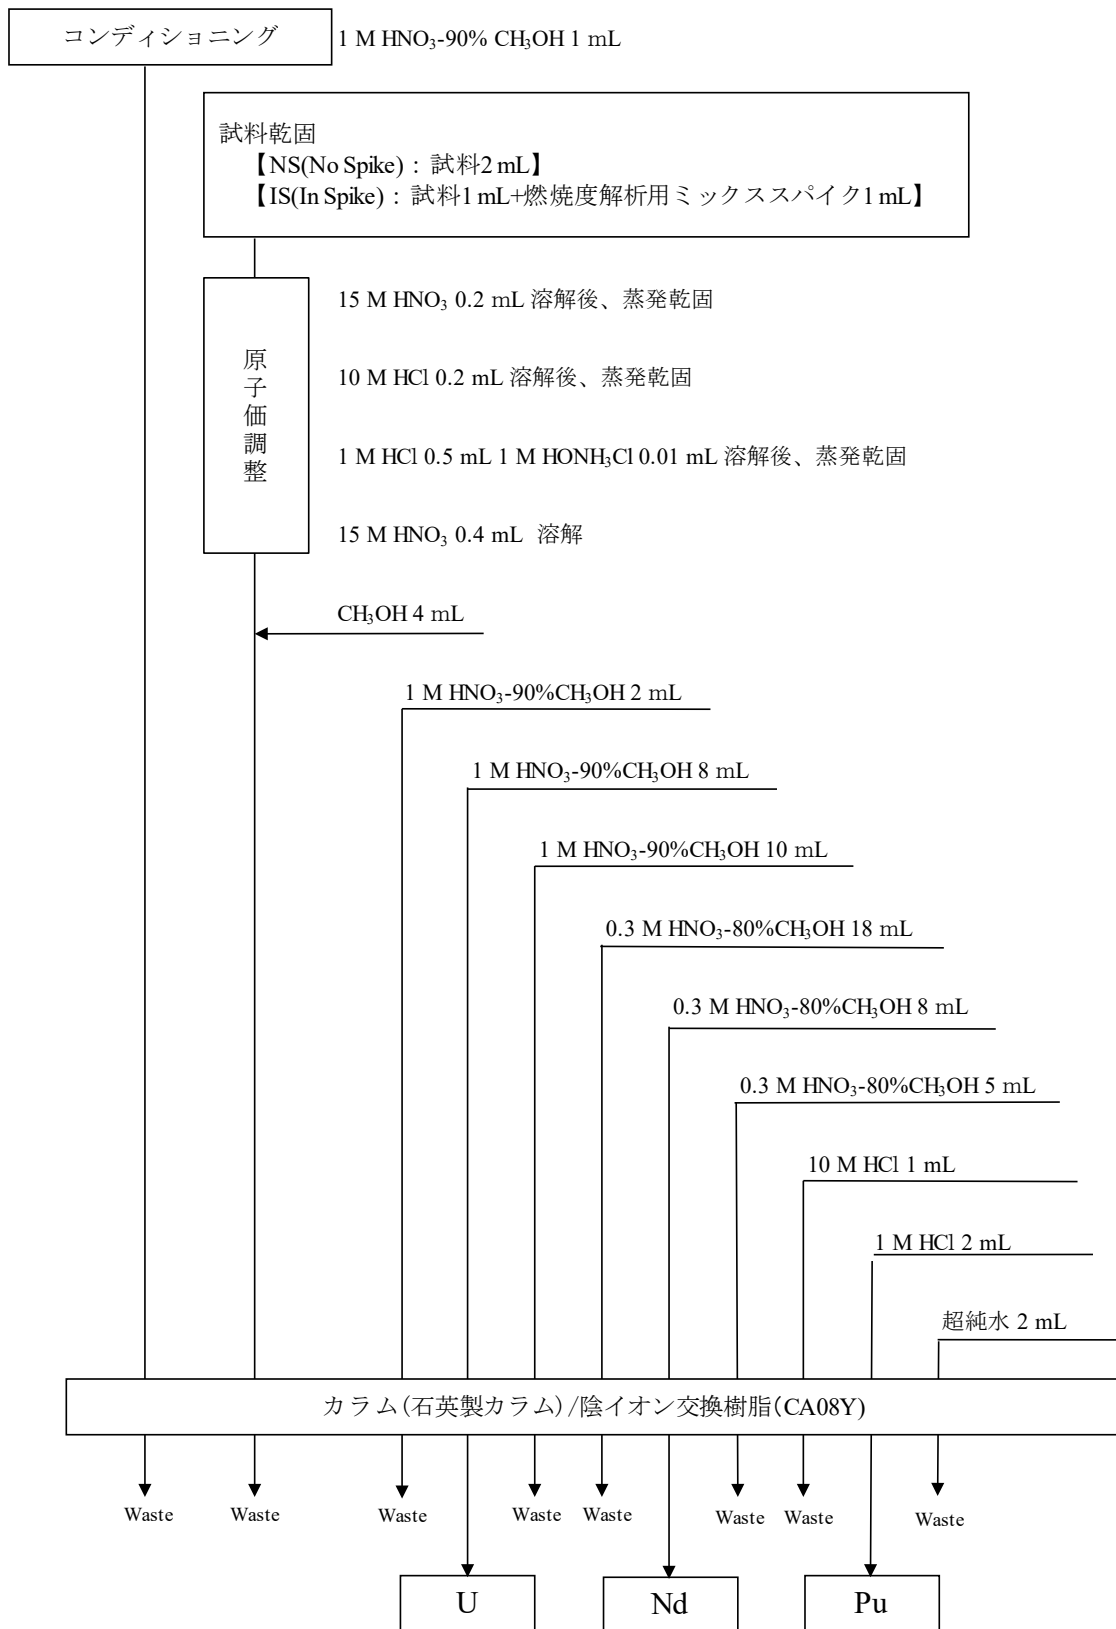 コンディショニング
1 M HNO₃-90% CH₃OH 1 mL
試料乾固
【NS(No Spike)：試料2 mL】
【IS(In Spike)：試料1 mL+燃焼度解析用ミックススパイク1 mL】
原子価調整
15 M HNO₃ 0.2 mL 溶解後、蒸発乾固
10 M HCl 0.2 mL 溶解後、蒸発乾固
1 M HCl 0.5 mL 1 M HONH₃Cl 0.01 mL 溶解後、蒸発乾固
15 M HNO₃ 0.4 mL 溶解
CH₃OH 4 mL
1 M HNO₃-90%CH₃OH 2 mL
1 M HNO₃-90%CH₃OH 8 mL
1 M HNO₃-90%CH₃OH 10 mL
0.3 M HNO₃-80%CH₃OH 18 mL
0.3 M HNO₃-80%CH₃OH 8 mL
0.3 M HNO₃-80%CH₃OH 5 mL
10 M HCl 1 mL
1 M HCl 2 mL
超純水 2 mL
カラム(石英製カラム)/陰イオン交換樹脂(CA08Y)
Waste
Waste
Waste
Waste
Waste
Waste
Waste
Waste
U
Nd
Pu